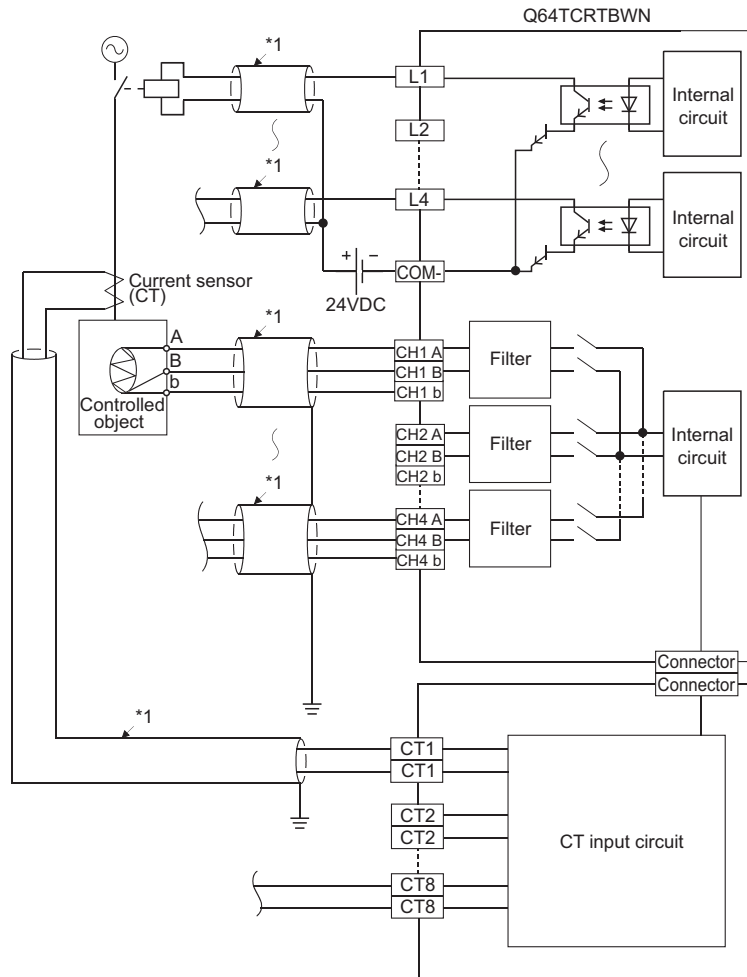 Q64TCRTBWN
*1
L1
Internal
circuit
L2
*1
L4
Internal
circuit
+
−
COM-
24VDC
Current sensor
(CT)
*1
A
B
b
Controlled
object
CH1 A
CH1 B
CH1 b
Filter
CH2 A
CH2 B
CH2 b
Filter
Internal
circuit
*1
CH4 A
CH4 B
CH4 b
Filter
Connector
Connector
*1
CT1
CT1
CT2
CT2
CT input circuit
CT8
CT8